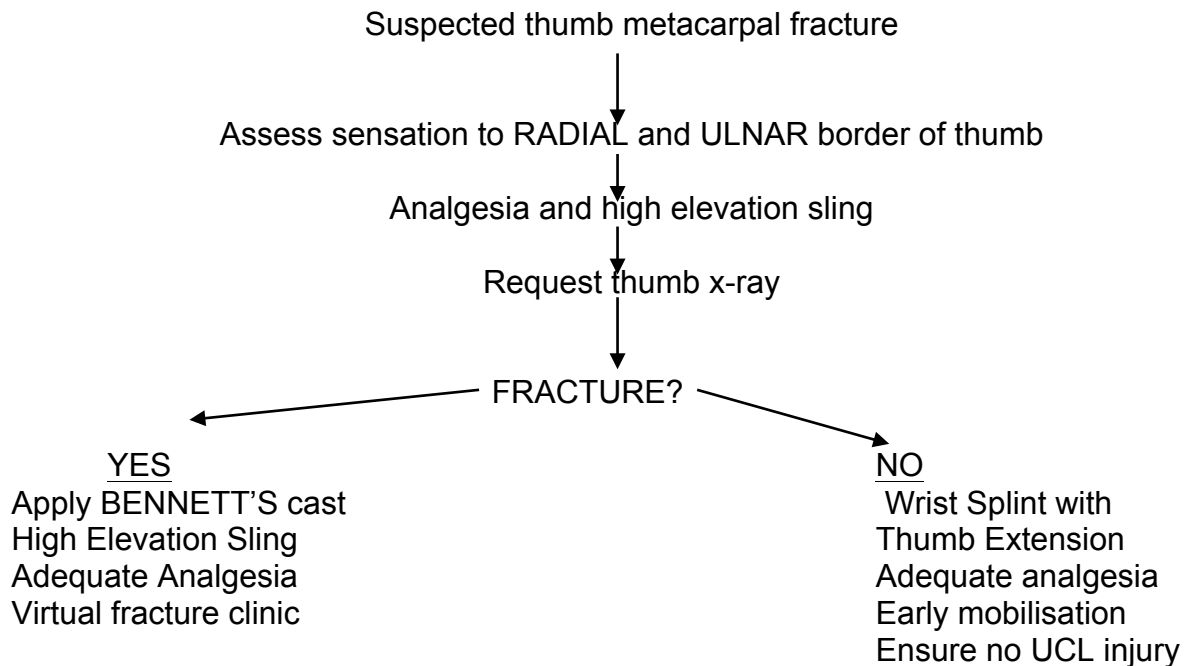 Suspected thumb metacarpal fracture
Assess sensation to RADIAL and ULNAR border of thumb
Analgesia and high elevation sling
Request thumb x-ray
FRACTURE?
YES
Apply BENNETT’S cast
High Elevation Sling
Adequate Analgesia
Virtual fracture clinic
NO
Wrist Splint with
Thumb Extension
Adequate analgesia
Early mobilisation
Ensure no UCL injury